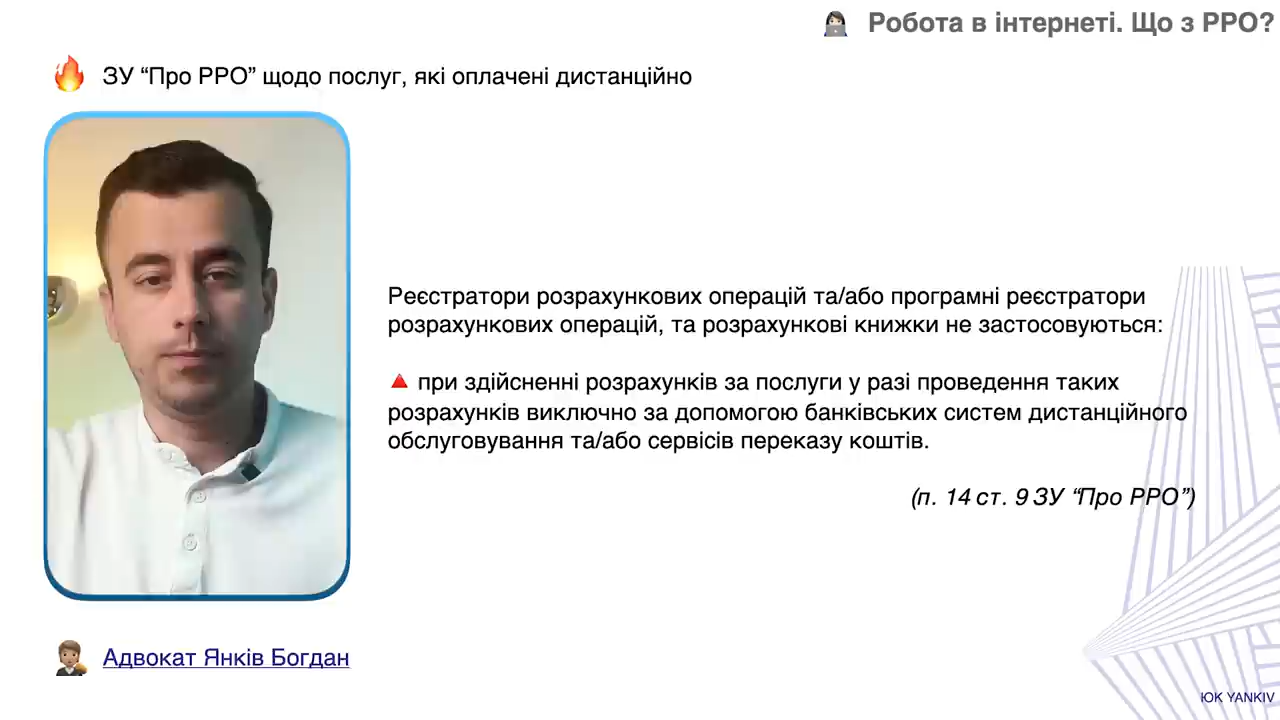 Робота в інтернеті. Що з РРО?
ЗУ “Про РРО” щодо послуг, які оплачені дистанційно
Реєстратори розрахункових операцій та/або програмні реєстратори
розрахункових операцій, та розрахункові книжки не застосовуються:
🔺 при здійсненні розрахунків за послуги у разі проведення таких
розрахунків виключно за допомогою банківських систем дистанційного
обслуговування та/або сервісів переказу коштів.
(п. 14 ст. 9 ЗУ “Про РРО”)
Адвокат Янків Богдан
ЮК YANKIV